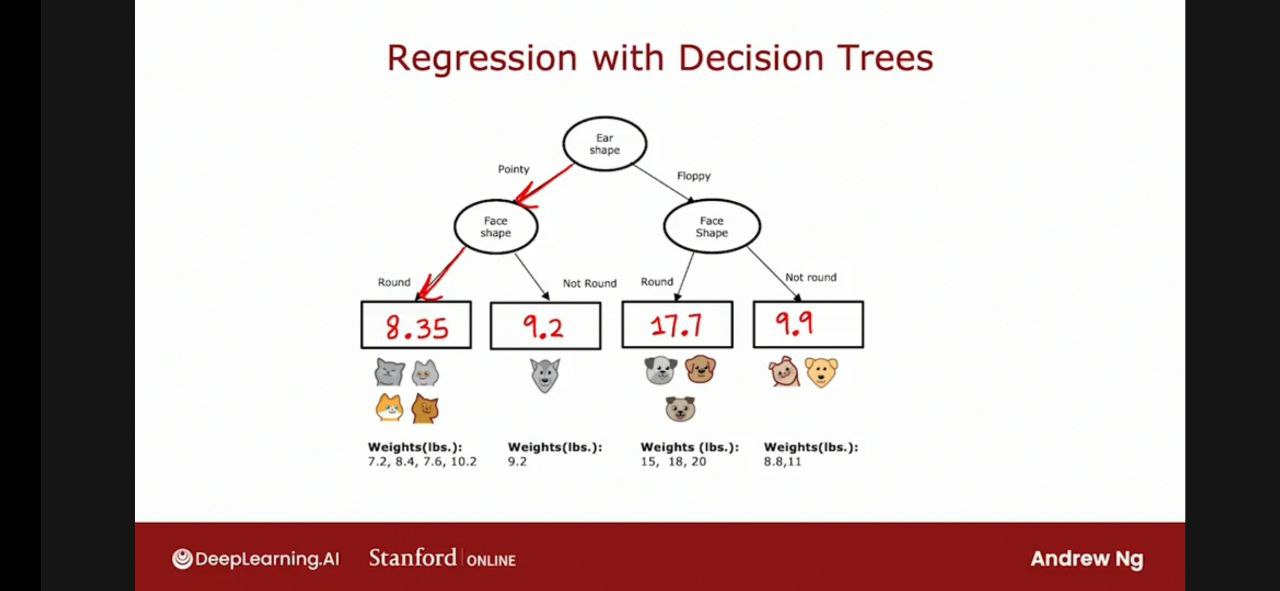 Regression with Decision Trees
Ear
shape
Pointy
Floppy
Face
shape
Face
Shape
Round
Not Round
Round
Not round
8.35
9.2
17.7
9.9
Weights(lbs.):
7.2, 8.4, 7.6, 10.2
Weights(lbs.):
9.2
Weights (lbs.):
15, 18, 20
Weights(lbs.):
8.8,11
DeepLearning.AI
Stanford | ONLINE
Andrew Ng